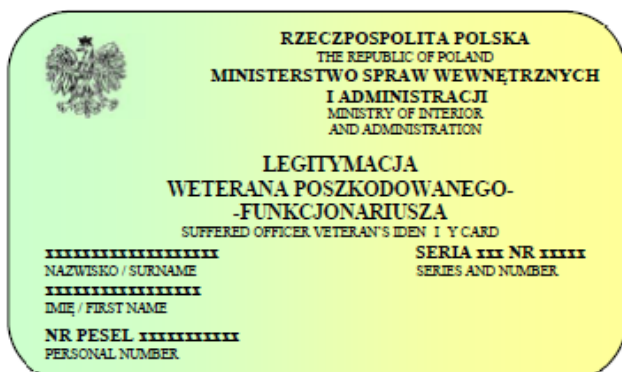 RZECZPOSPOLITA POLSKA
THE REPUBLIC OF POLAND
MINISTERSTWO SPRAW WEWNĘTRZNYCH
I ADMINISTRACJI
MINISTRY OF INTERIOR
AND ADMINISTRATION
LEGITYMACJA
WETERANA POSZKODOWANEGO-
-FUNKCJONARIUSZA
SUFFERED OFFICER VETERAN'S IDEN I Y CARD
xxxxxxxxxxxxxxxxxxx SERIA xxx NR xxxxx
NAZWISKO / SURNAME SERIES AND NUMBER
xxxxxxxxxxxxxxxxx
IMIĘ / FIRST NAME
NR PESEL xxxxxxxxxxx
PERSONAL NUMBER